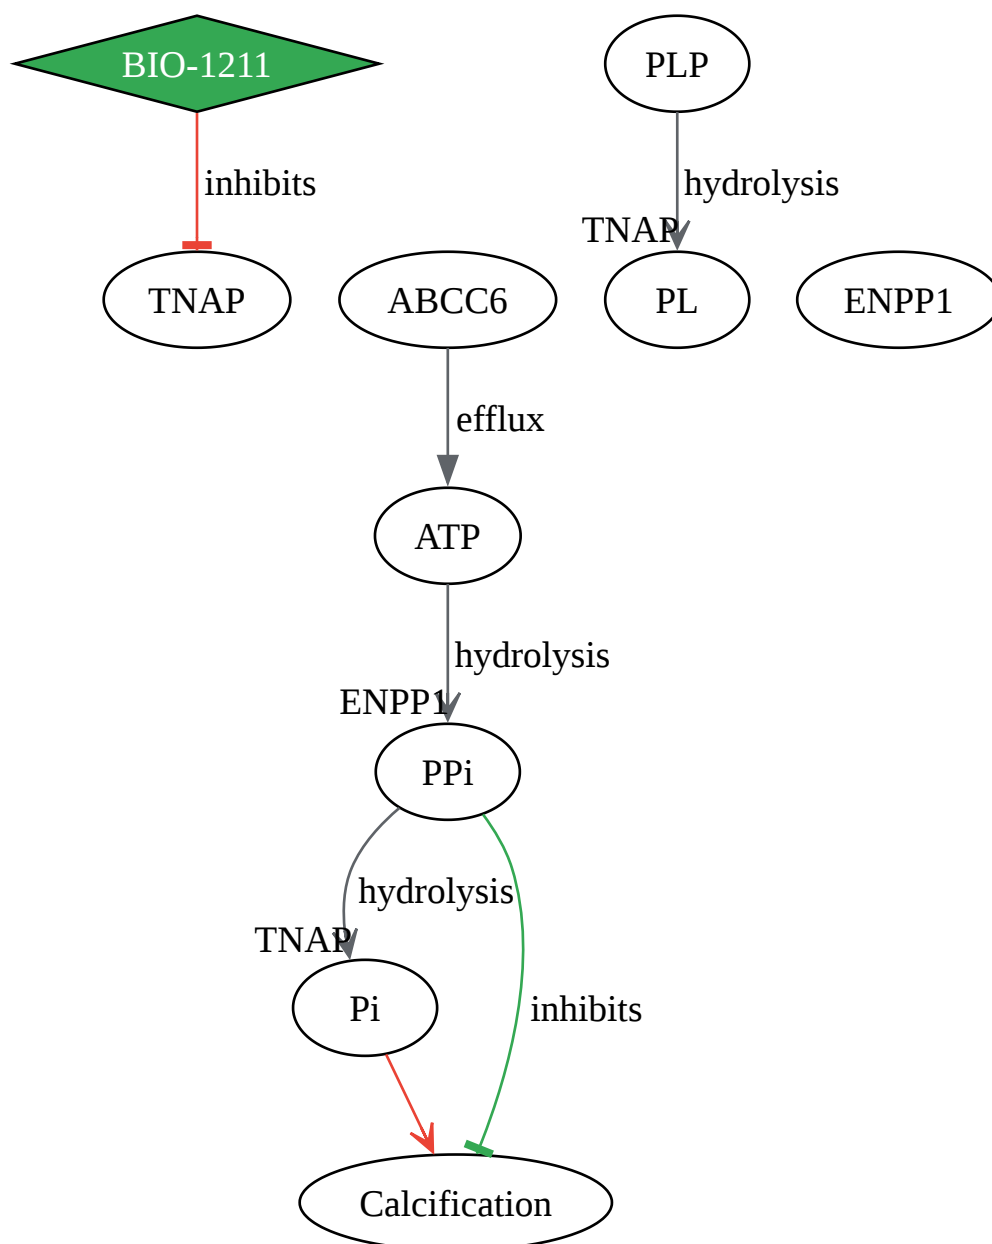 BIO-1211
PLP
inhibits
hydrolysis
TNAP
TNAP
ABCC6
PL
ENPP1
efflux
ATP
hydrolysis
ENPP1
PPi
hydrolysis
TNAP
Pi
inhibits
Calcification